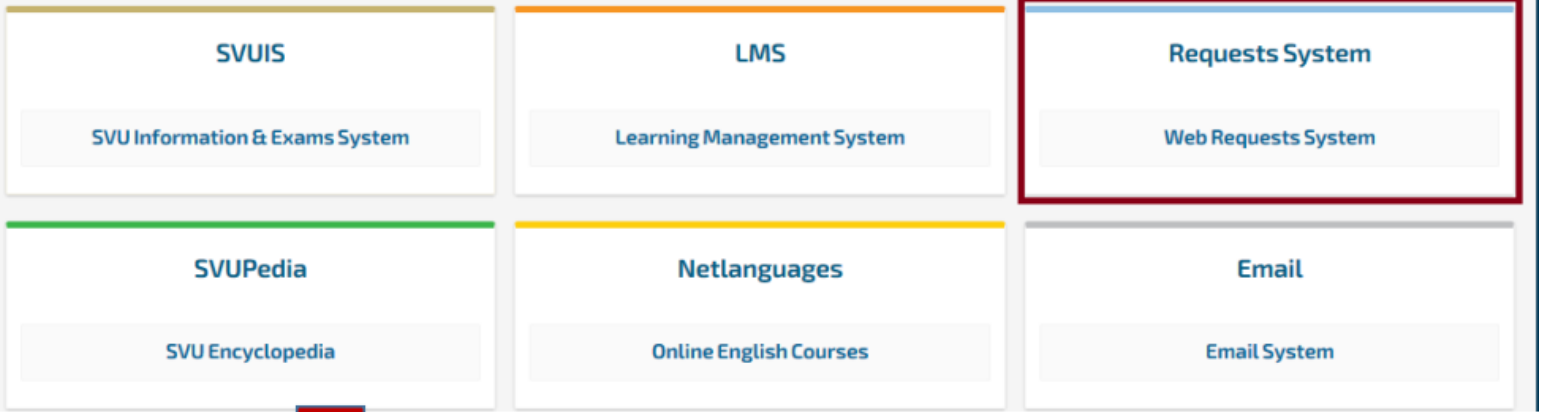 SVUIS
LMS
Requests System
SVU Information & Exams System
Learning Management System
Web Requests System
SVUPedia
Netlanguages
Email
SVU Encyclopedia
Online English Courses
Email System